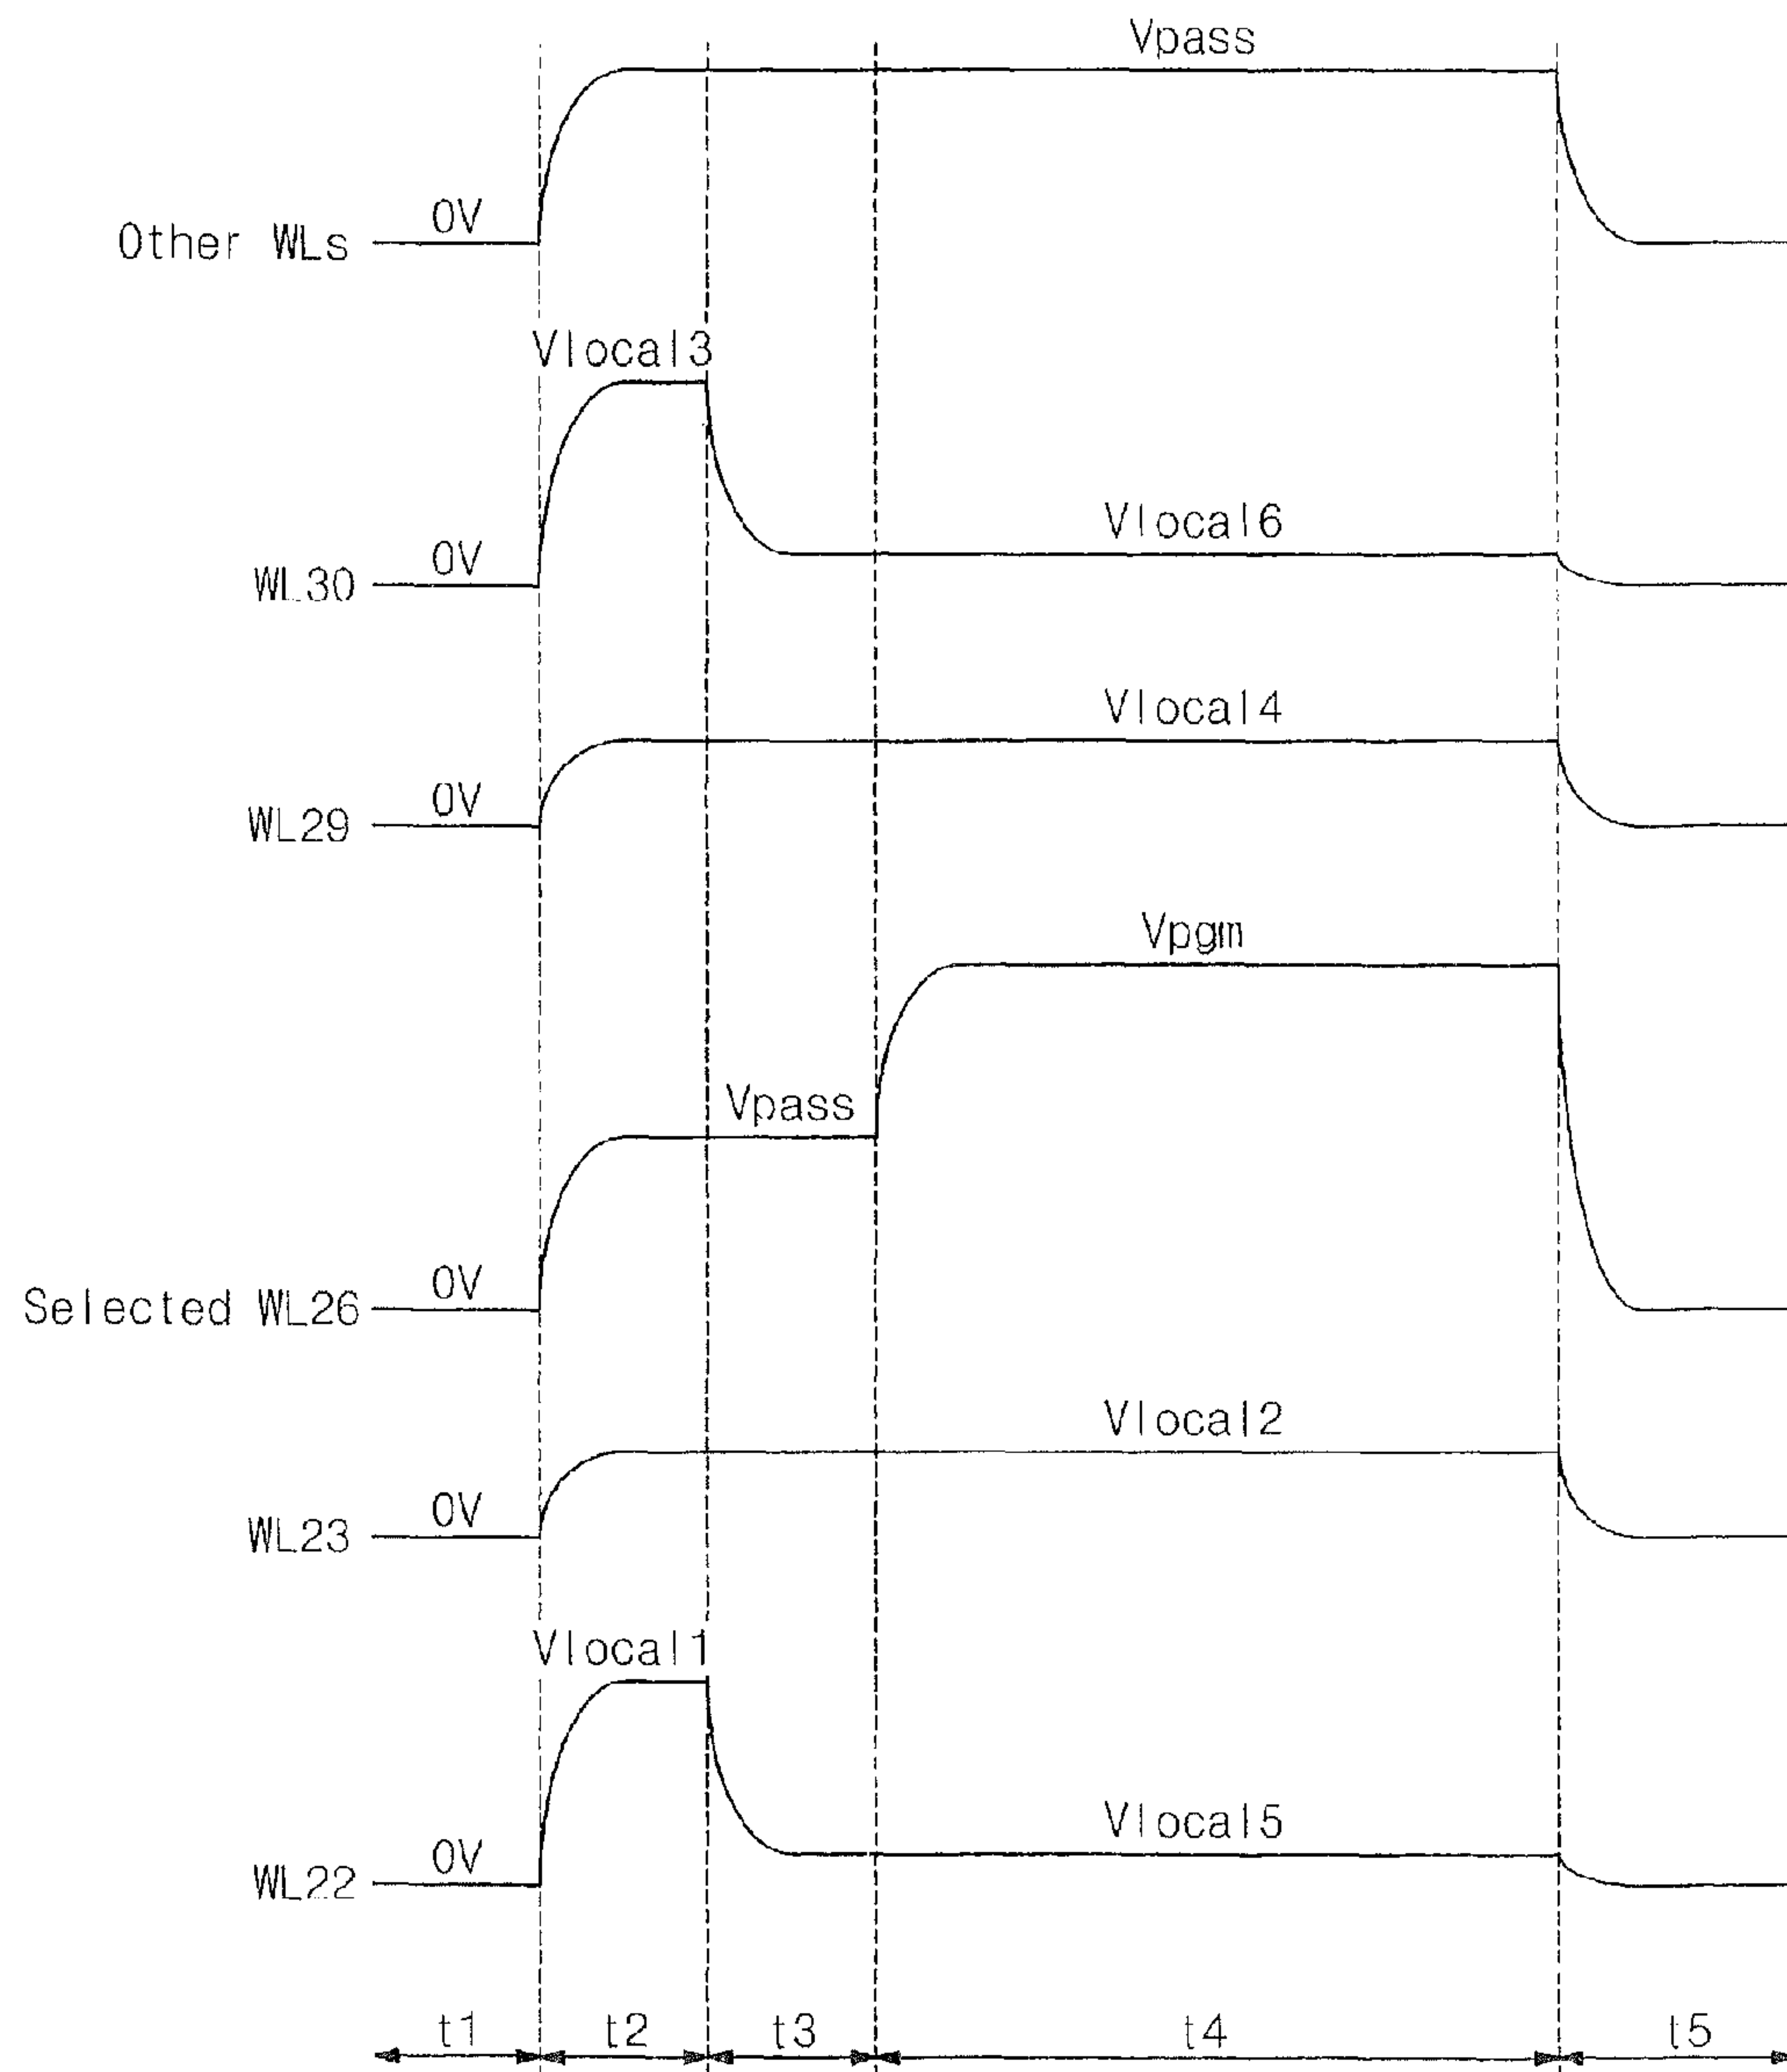 Vpass
0V
Other WLs
Vlocal3
Vlocal6
0V
WL30
Vlocal4
0V
WL29
Vpgm
Vpass
0V
Selected WL26
Vlocal2
0V
WL23
Vlocal1
Vlocal5
0V
WL22
t1 t2 t3 t4 t5